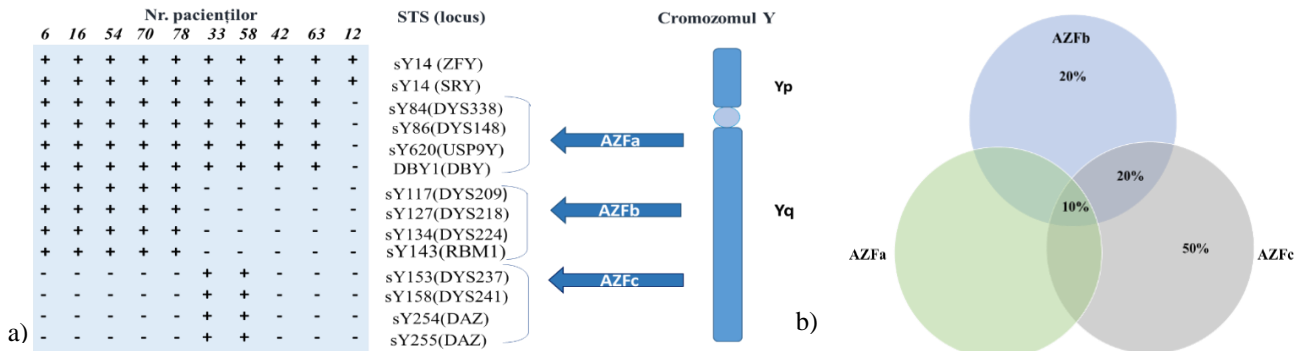 Nr. pacienților STS (locus) Cromozomul Y
6 16 54 70 78 33 58 42 63 12
+ + + + + + + + + + sY14 (ZFY)
+ + + + + + + + + + sY14 (SRY)
+ + + + + + + + + - sY84(DYS338)
+ + + + + + + + + - sY86(DYS148)
+ + + + + + + + + - sY620(USP9Y)
+ + + + + + + + + - DBY1(DBY)
+ + + + + - - - - - sY117(DYS209)
+ + + + + - - - - - sY127(DYS218)
+ + + + + - - - - - sY134(DYS224)
+ + + + + - - - - - sY143(RBM1)
- - - - - + + - - - sY153(DYS237)
- - - - - + + - - - sY158(DYS241)
- - - - - + + - - - sY254(DAZ)
- - - - - + + - - - sY255(DAZ)
a)
AZFa
AZFb
AZFc
Yp
Yq
b)
AZFb
20%
20%
10%
50%
AZFa
AZFc